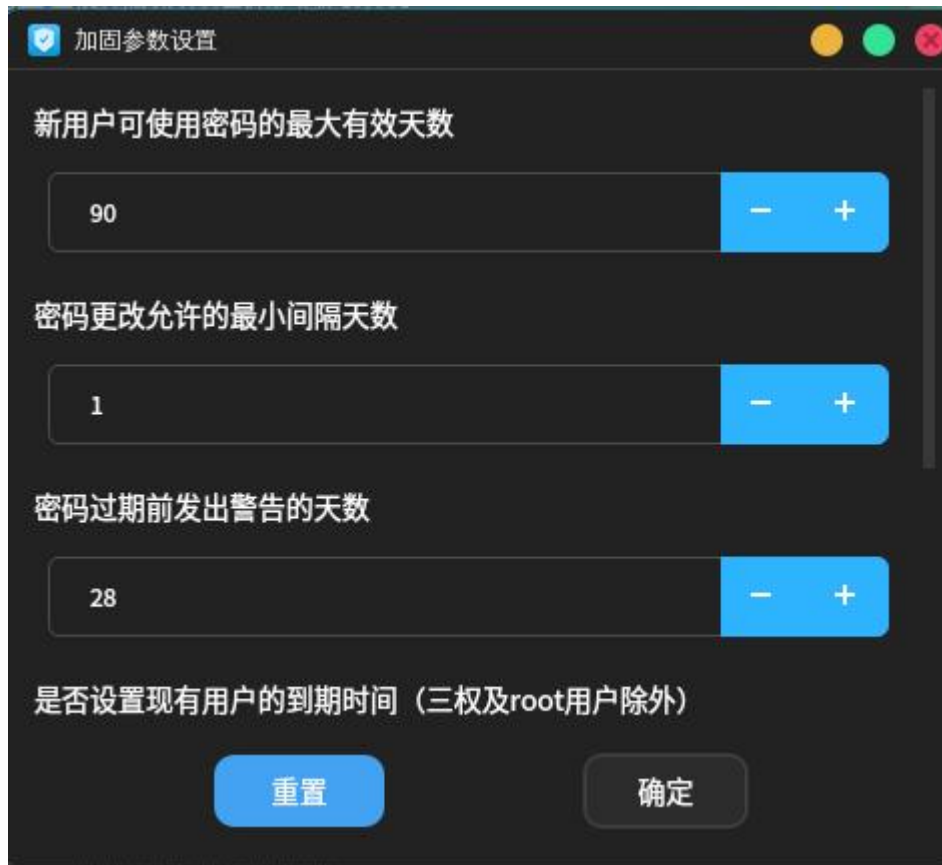 加固参数设置
新用户可使用密码的最大有效天数
90
− +
密码更改允许的最小间隔天数
1
− +
密码过期前发出警告的天数
28
− +
是否设置现有用户的到期时间（三权及root用户除外）
重置 确定